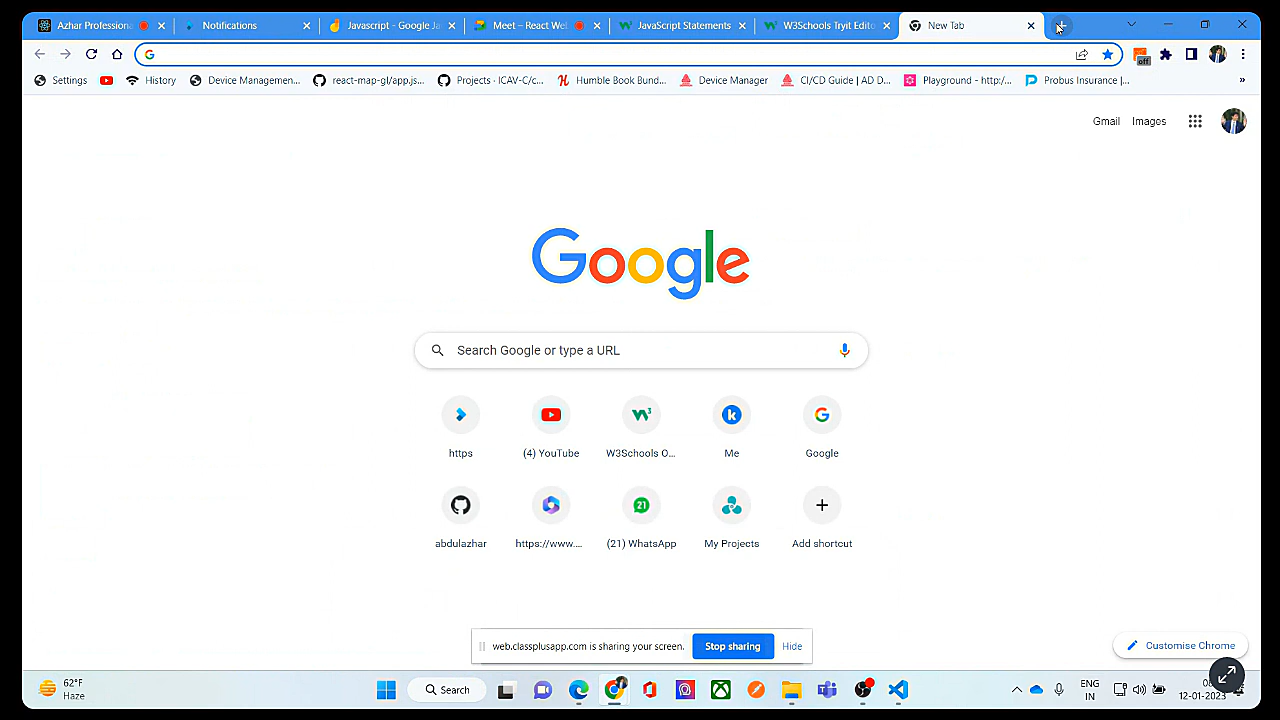 Azhar Professiona
Notifications
Javascript - Google Ja
Meet – React Web
JavaScript Statements
W3Schools Tryit Edito
New Tab
Settings
History
Device Managemen...
react-map-gl/app.js...
Projects · ICAV-C/Co...
Humble Book Bund...
Device Manager
CI/CD Guide | AD D...
Playground - http:/...
Probus Insurance |...
»
off
Gmail Images
Google
Search Google or type a URL
https
(4) YouTube
W3Schools O...
Me
Google
abdulazhar
https://www....
(21) WhatsApp
My Projects
Add shortcut
web.classplusapp.com is sharing your screen.
Stop sharing
Hide
Customise Chrome
62°F
Haze
Search
ENG
IN
12-01-2023